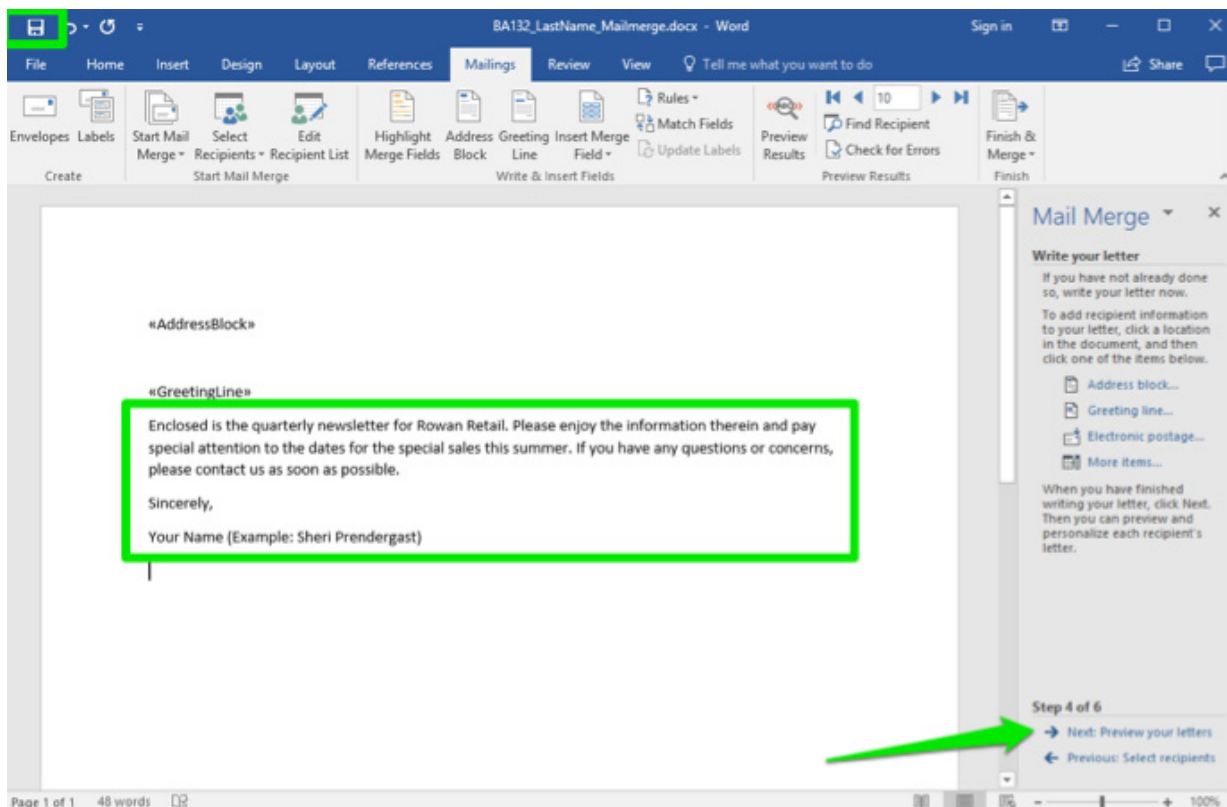 BA132_LastName_Mailmerge.docx - Word
Sign in
File Home Insert Design Layout References Mailings Review View Tell me what you want to do Share
Envelopes Labels
Create
Start Mail Merge Select Recipients Edit Recipient List
Start Mail Merge
Highlight Merge Fields Address Block Greeting Line Insert Merge Field
Rules
Match Fields
Update Labels
Write & Insert Fields
Preview Results
ABC
10
Find Recipient
Check for Errors
Preview Results
Finish & Merge
Finish
«AddressBlock»
«GreetingLine»
Enclosed is the quarterly newsletter for Rowan Retail. Please enjoy the information therein and pay
special attention to the dates for the special sales this summer. If you have any questions or concerns,
please contact us as soon as possible.
Sincerely,
Your Name (Example: Sheri Prendergast)
Mail Merge
Write your letter
If you have not already done
so, write your letter now.
To add recipient information
to your letter, click a location
in the document, and then
click one of the items below.
Address block...
Greeting line...
Electronic postage...
More items...
When you have finished
writing your letter, click Next.
Then you can preview and
personalize each recipient's
letter.
Step 4 of 6
Next: Preview your letters
Previous: Select recipients
Page 1 of 1 48 words 100%